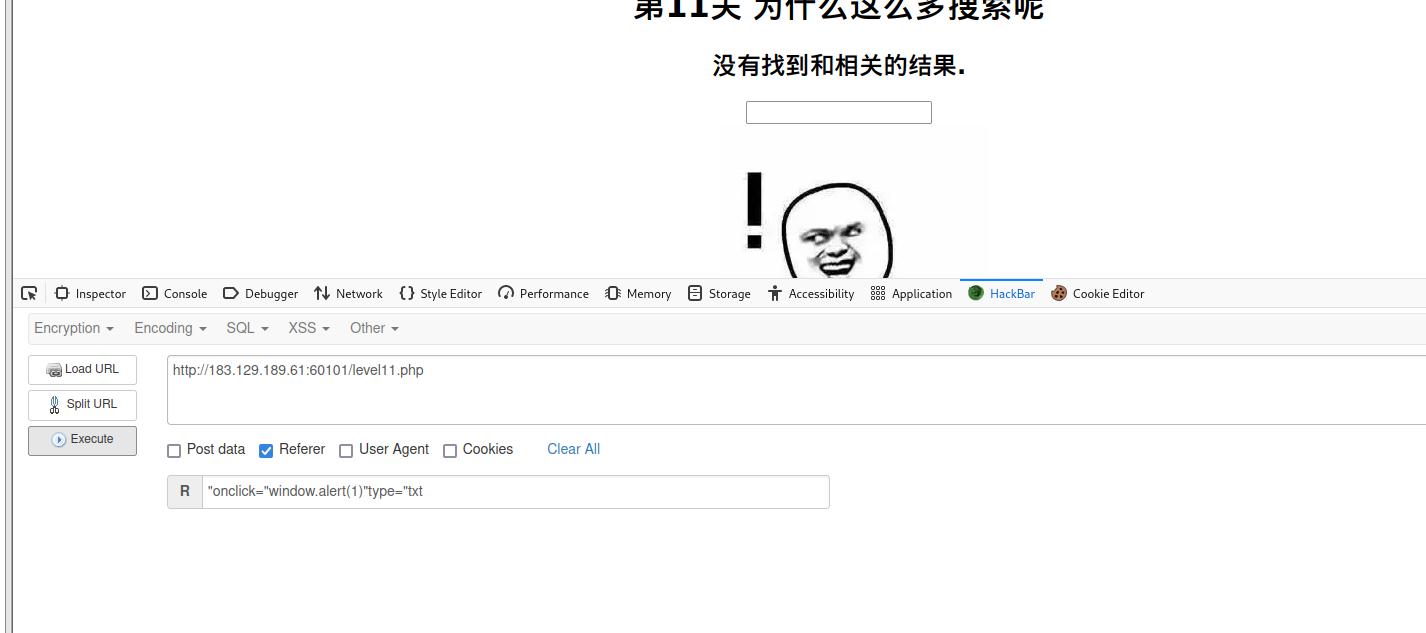 第11天 为什么这么多搜索呢
没有找到和相关的结果.
!
Inspector Console Debugger Network {} Style Editor Performance Memory Storage Accessibility Application HackBar Cookie Editor
Encryption Encoding SQL XSS Other
Load URL
http://183.129.189.61:60101/level11.php
Split URL
Execute
Post data Referer User Agent Cookies Clear All
R "onclick="window.alert(1)"type="txt